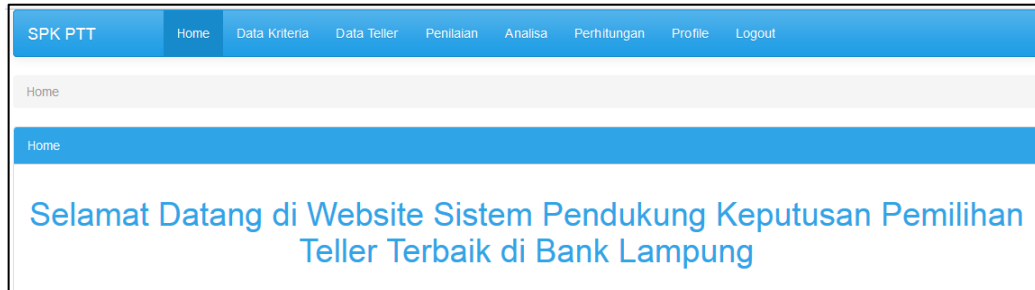 SPK PTT Home Data Kriteria Data Teller Penilaian Analisa Perhitungan Profile Logout
Home
Home
Selamat Datang di Website Sistem Pendukung Keputusan Pemilihan
Teller Terbaik di Bank Lampung